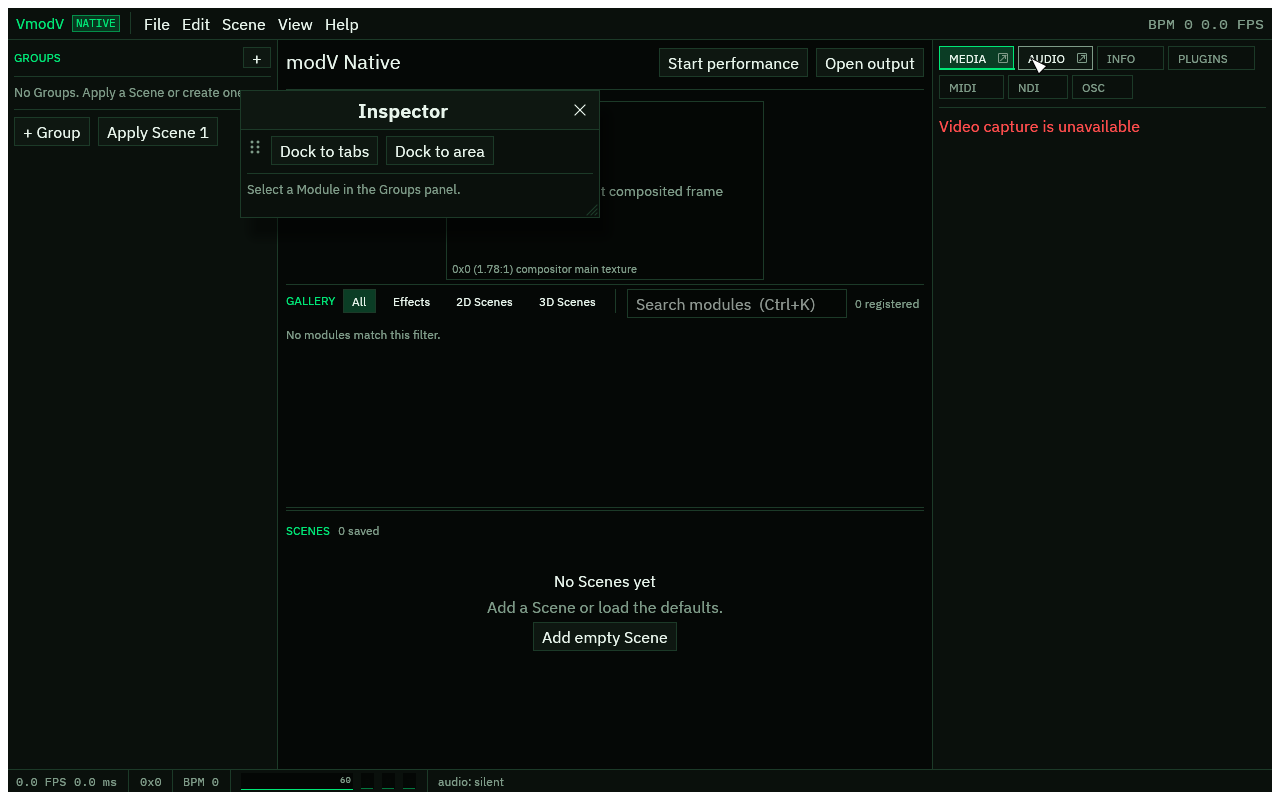 VmodV NATIVE File Edit Scene View Help BPM 0 0.0 FPS
GROUPS +
No Groups. Apply a Scene or create one
+ Group Apply Scene 1
modV Native Start performance Open output
Inspector
Dock to tabs Dock to area
Select a Module in the Groups panel.
t composited frame
0x0 (1.78:1) compositor main texture
GALLERY All Effects 2D Scenes 3D Scenes Search modules (Ctrl+K) 0 registered
No modules match this filter.
SCENES 0 saved
No Scenes yet
Add a Scene or load the defaults.
Add empty Scene
MEDIA AUDIO INFO PLUGINS
MIDI NDI OSC
Video capture is unavailable
0.0 FPS 0.0 ms 0x0 BPM 0 60 audio: silent